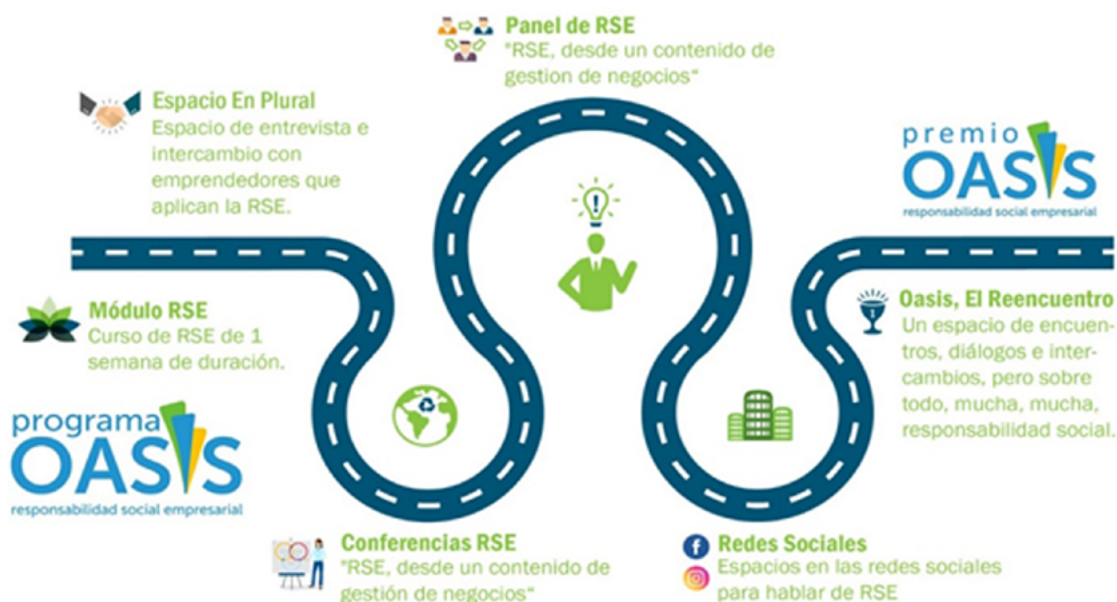 Panel de RSE
"RSE, desde un contenido de
gestion de negocios"
Espacio En Plural
Espacio de entrevista e
intercambio con
emprendedores que
aplican la RSE.
premio
OASIS
responsabilidad social empresarial
Módulo RSE
Curso de RSE de 1
semana de duración.
Oasis, El Reencuentro
Un espacio de encuen-
tros, diálogos e inter-
cambios, pero sobre
todo, mucha, mucha,
responsabilidad social.
1
programa
OASIS
responsabilidad social empresarial
Conferencias RSE
"RSE, desde un contenido de
gestión de negocios"
Redes Sociales
Espacios en las redes sociales
para hablar de RSE